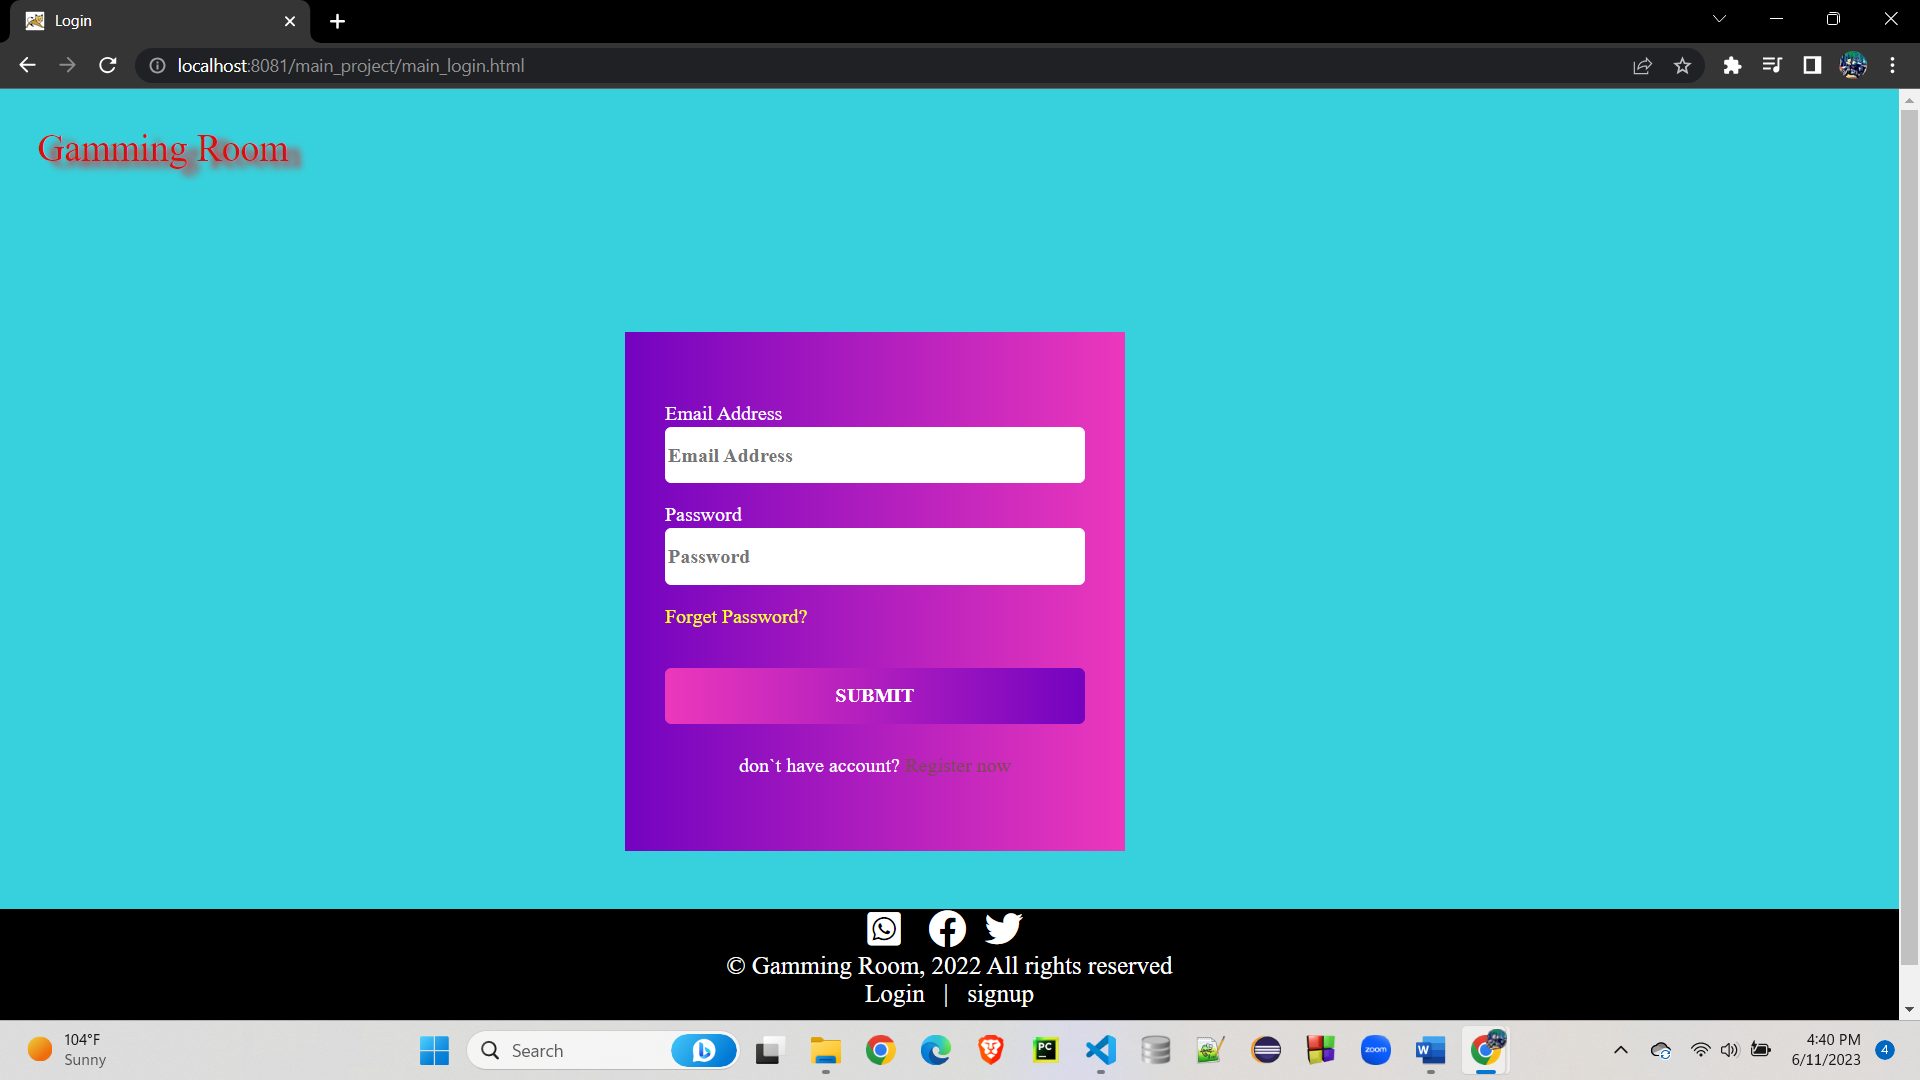 Login
localhost:8081/main_project/main_login.html
Gamming Room
Email Address
Email Address
Password
Password
Forget Password?
SUBMIT
don`t have account? Register now
© Gamming Room, 2022 All rights reserved
Login | signup
104°F
Sunny
Search
PC
zoom
W
4:40 PM
6/11/2023
4